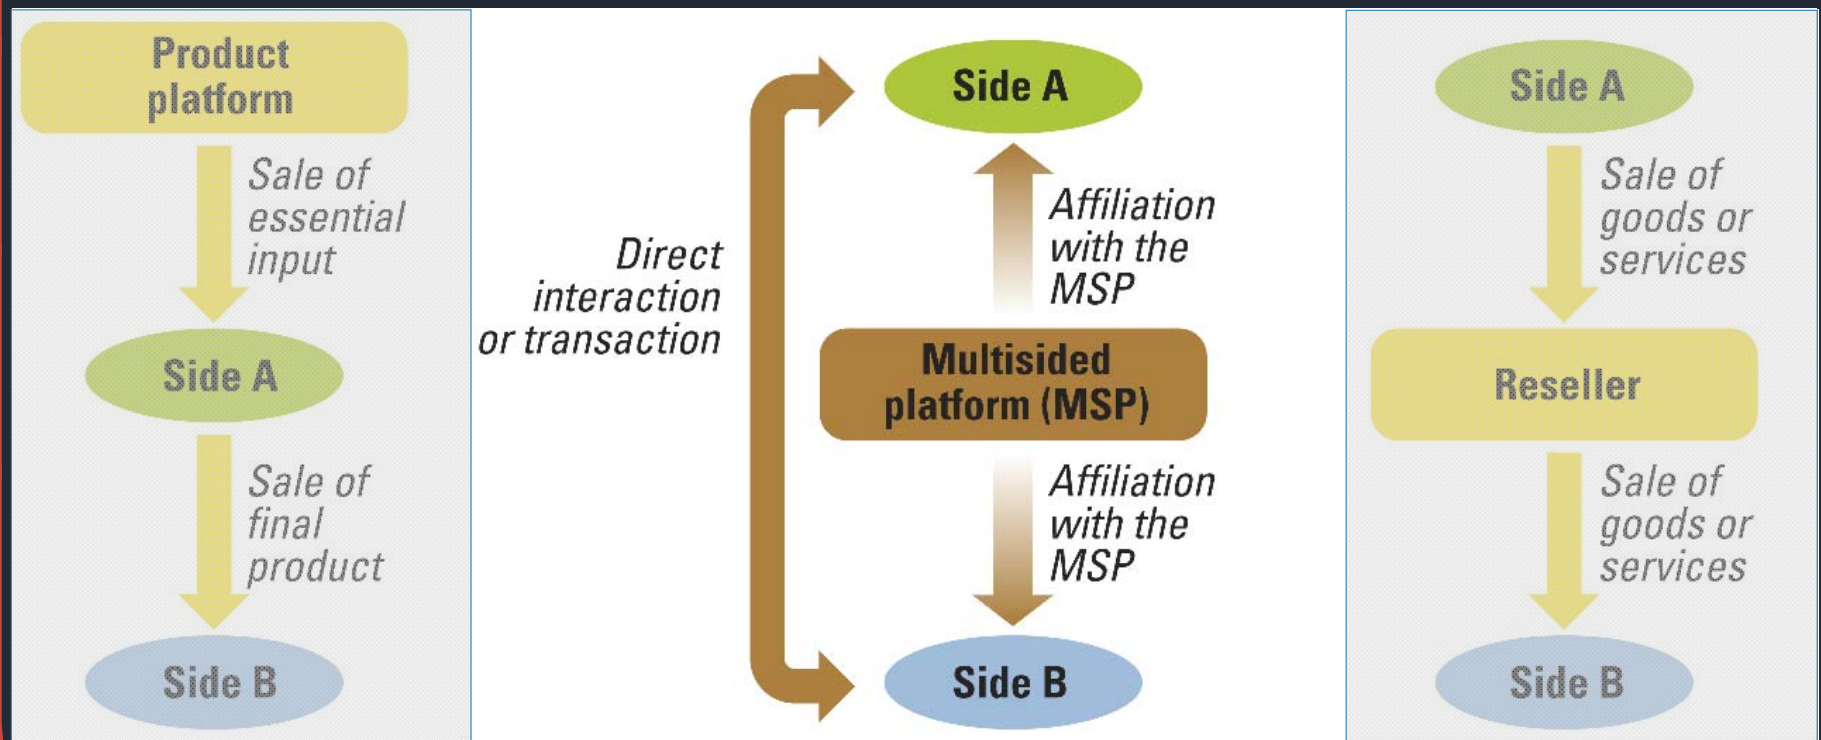 Product
platform
Sale of
essential
input
Side A
Sale of
final
product
Side B
Side A
Affiliation
with the
MSP
Direct
interaction
or transaction
Multisided
platform (MSP)
Affiliation
with the
MSP
Side B
Side A
Sale of
goods or
services
Reseller
Sale of
goods or
services
Side B